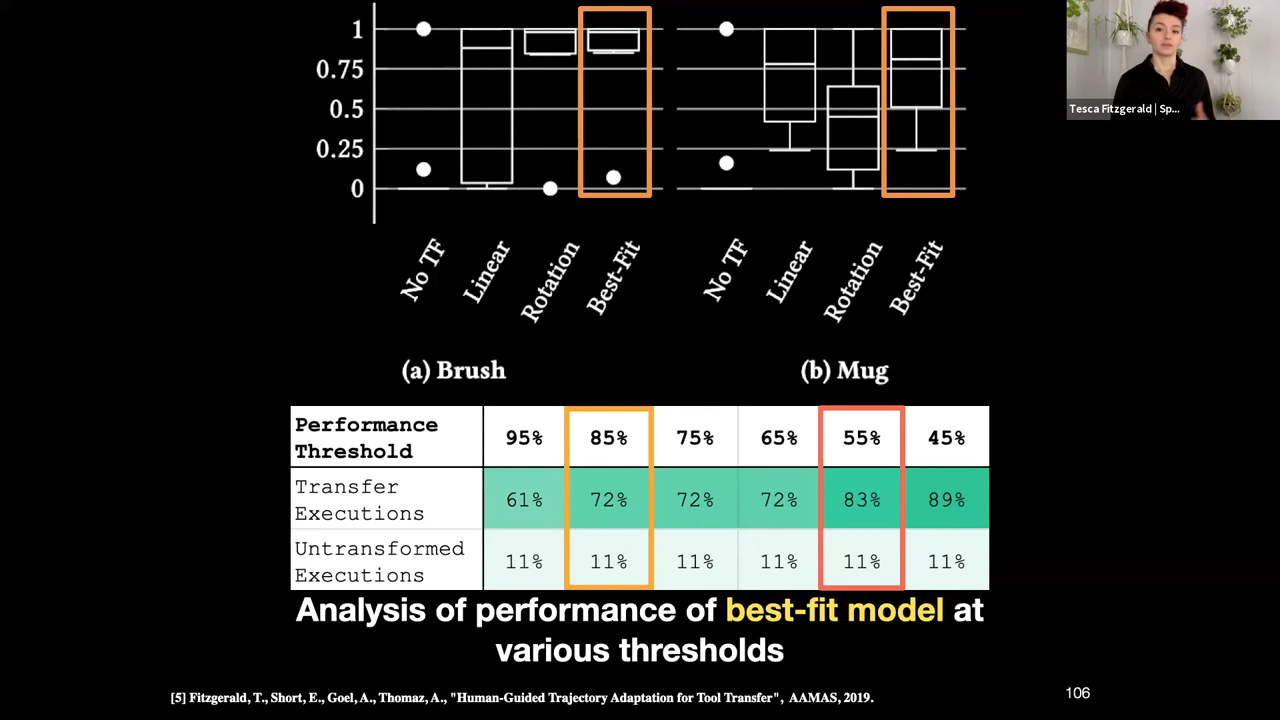 1
0.75
0.5
0.25
0
No TF
Linear
Rotation
Best-Fit
No TF
Linear
Rotation
Best-Fit
(a) Brush
(b) Mug
Tesca Fitzgerald | Sp...
Performance Threshold 95% 85% 75% 65% 55% 45%
Transfer Executions 61% 72% 72% 72% 83% 89%
Untransformed Executions 11% 11% 11% 11% 11% 11%
Analysis of performance of best-fit model at
various thresholds
[5] Fitzgerald, T., Short, E., Goel, A., Thomaz, A., "Human-Guided Trajectory Adaptation for Tool Transfer", AAMAS, 2019.
106